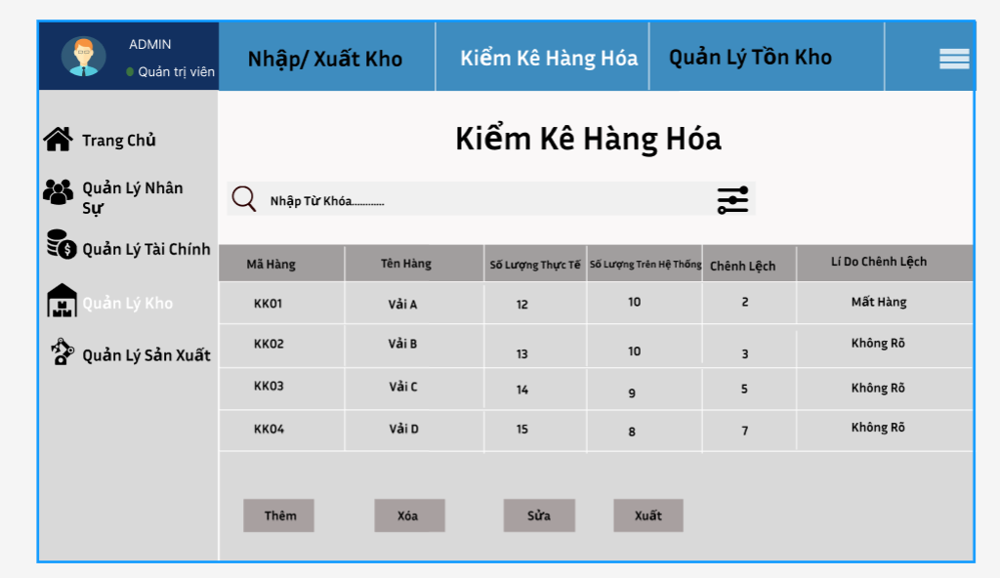 ADMIN
Quản trị viên
Nhập/ Xuất Kho
Kiểm Kê Hàng Hóa
Quản Lý Tồn Kho
Trang Chủ
Quản Lý Nhân
Sự
Quản Lý Tài Chính
Quản Lý Kho
Quản Lý Sản Xuất
Kiểm Kê Hàng Hóa
Nhập Từ Khóa............
Mã Hàng Tên Hàng Số Lượng Thực Tế Số Lượng Trên Hệ Thống Chênh Lệch Lí Do Chênh Lệch
KK01 Vải A 12 10 2 Mất Hàng
KK02 Vải B 13 10 3 Không Rõ
KK03 Vải C 14 9 5 Không Rõ
KK04 Vải D 15 8 7 Không Rõ
Thêm Xóa Sửa Xuất